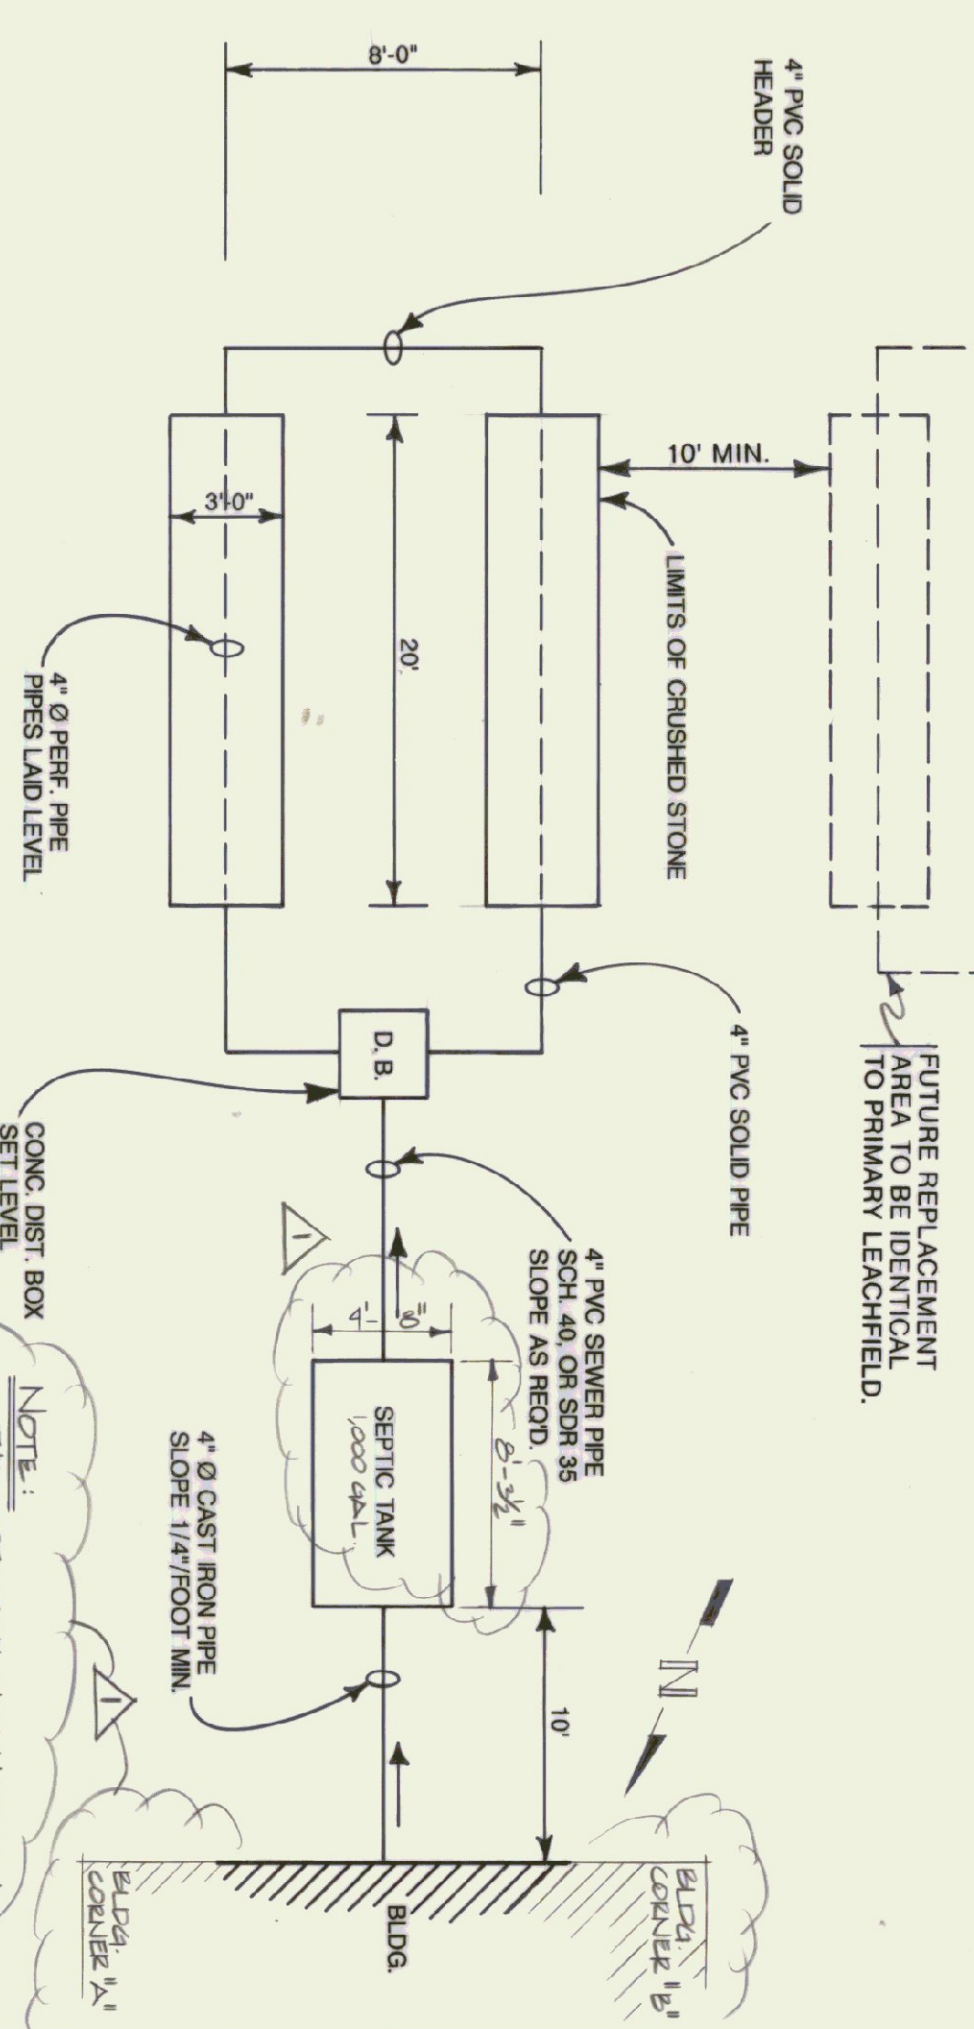 8'-0"
4" PVC SOLID
HEADER
10' MIN.
3'-0"
20'
LIMITS OF CRUSHED STONE
4" Ø PERF. PIPE
PIPES LAID LEVEL
4" PVC SOLID PIPE
FUTURE REPLACEMENT
AREA TO BE IDENTICAL
TO PRIMARY LEACHFIELD.
D.B.
CONC. DIST. BOX
SET LEVEL
4" PVC SEWER PIPE
SCH. 40, OR SDR 35
SLOPE AS REQ'D.
1
4'-8"
8'-3½"
SEPTIC TANK
1,000 GAL.
4" Ø CAST IRON PIPE
SLOPE 1/4"/FOOT MIN.
NOTE:
1
N
10'
BLDG.
BLDG.
CORNER "B"
BLDG.
CORNER "A"